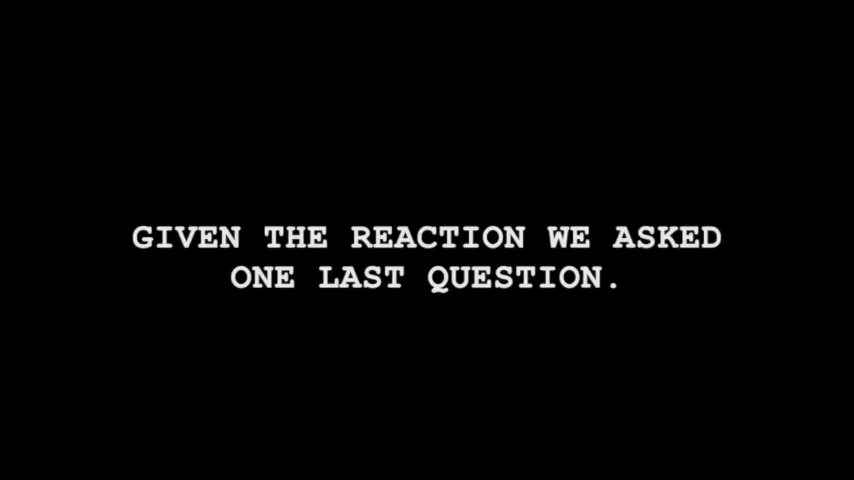 GIVEN THE REACTION WE ASKED
ONE LAST QUESTION.